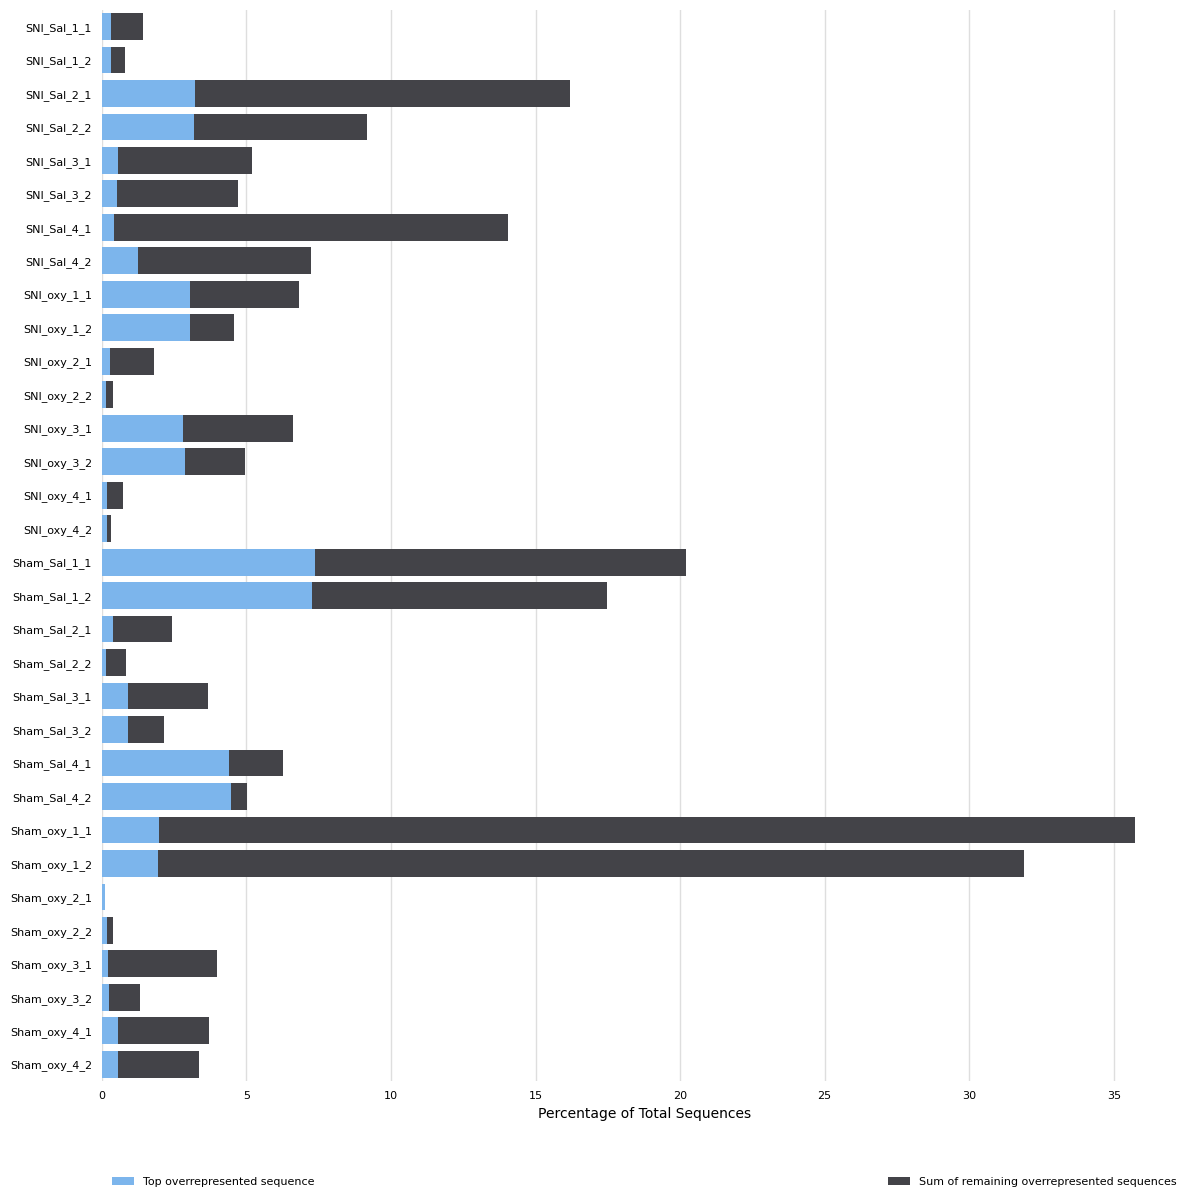 SNI_Sal_1_1
SNI_Sal_1_2
SNI_Sal_2_1
SNI_Sal_2_2
SNI_Sal_3_1
SNI_Sal_3_2
SNI_Sal_4_1
SNI_Sal_4_2
SNI_oxy_1_1
SNI_oxy_1_2
SNI_oxy_2_1
SNI_oxy_2_2
SNI_oxy_3_1
SNI_oxy_3_2
SNI_oxy_4_1
SNI_oxy_4_2
Sham_Sal_1_1
Sham_Sal_1_2
Sham_Sal_2_1
Sham_Sal_2_2
Sham_Sal_3_1
Sham_Sal_3_2
Sham_Sal_4_1
Sham_Sal_4_2
Sham_oxy_1_1
Sham_oxy_1_2
Sham_oxy_2_1
Sham_oxy_2_2
Sham_oxy_3_1
Sham_oxy_3_2
Sham_oxy_4_1
Sham_oxy_4_2
0 5 10 15 20 25 30 35
Percentage of Total Sequences
Top overrepresented sequence Sum of remaining overrepresented sequences